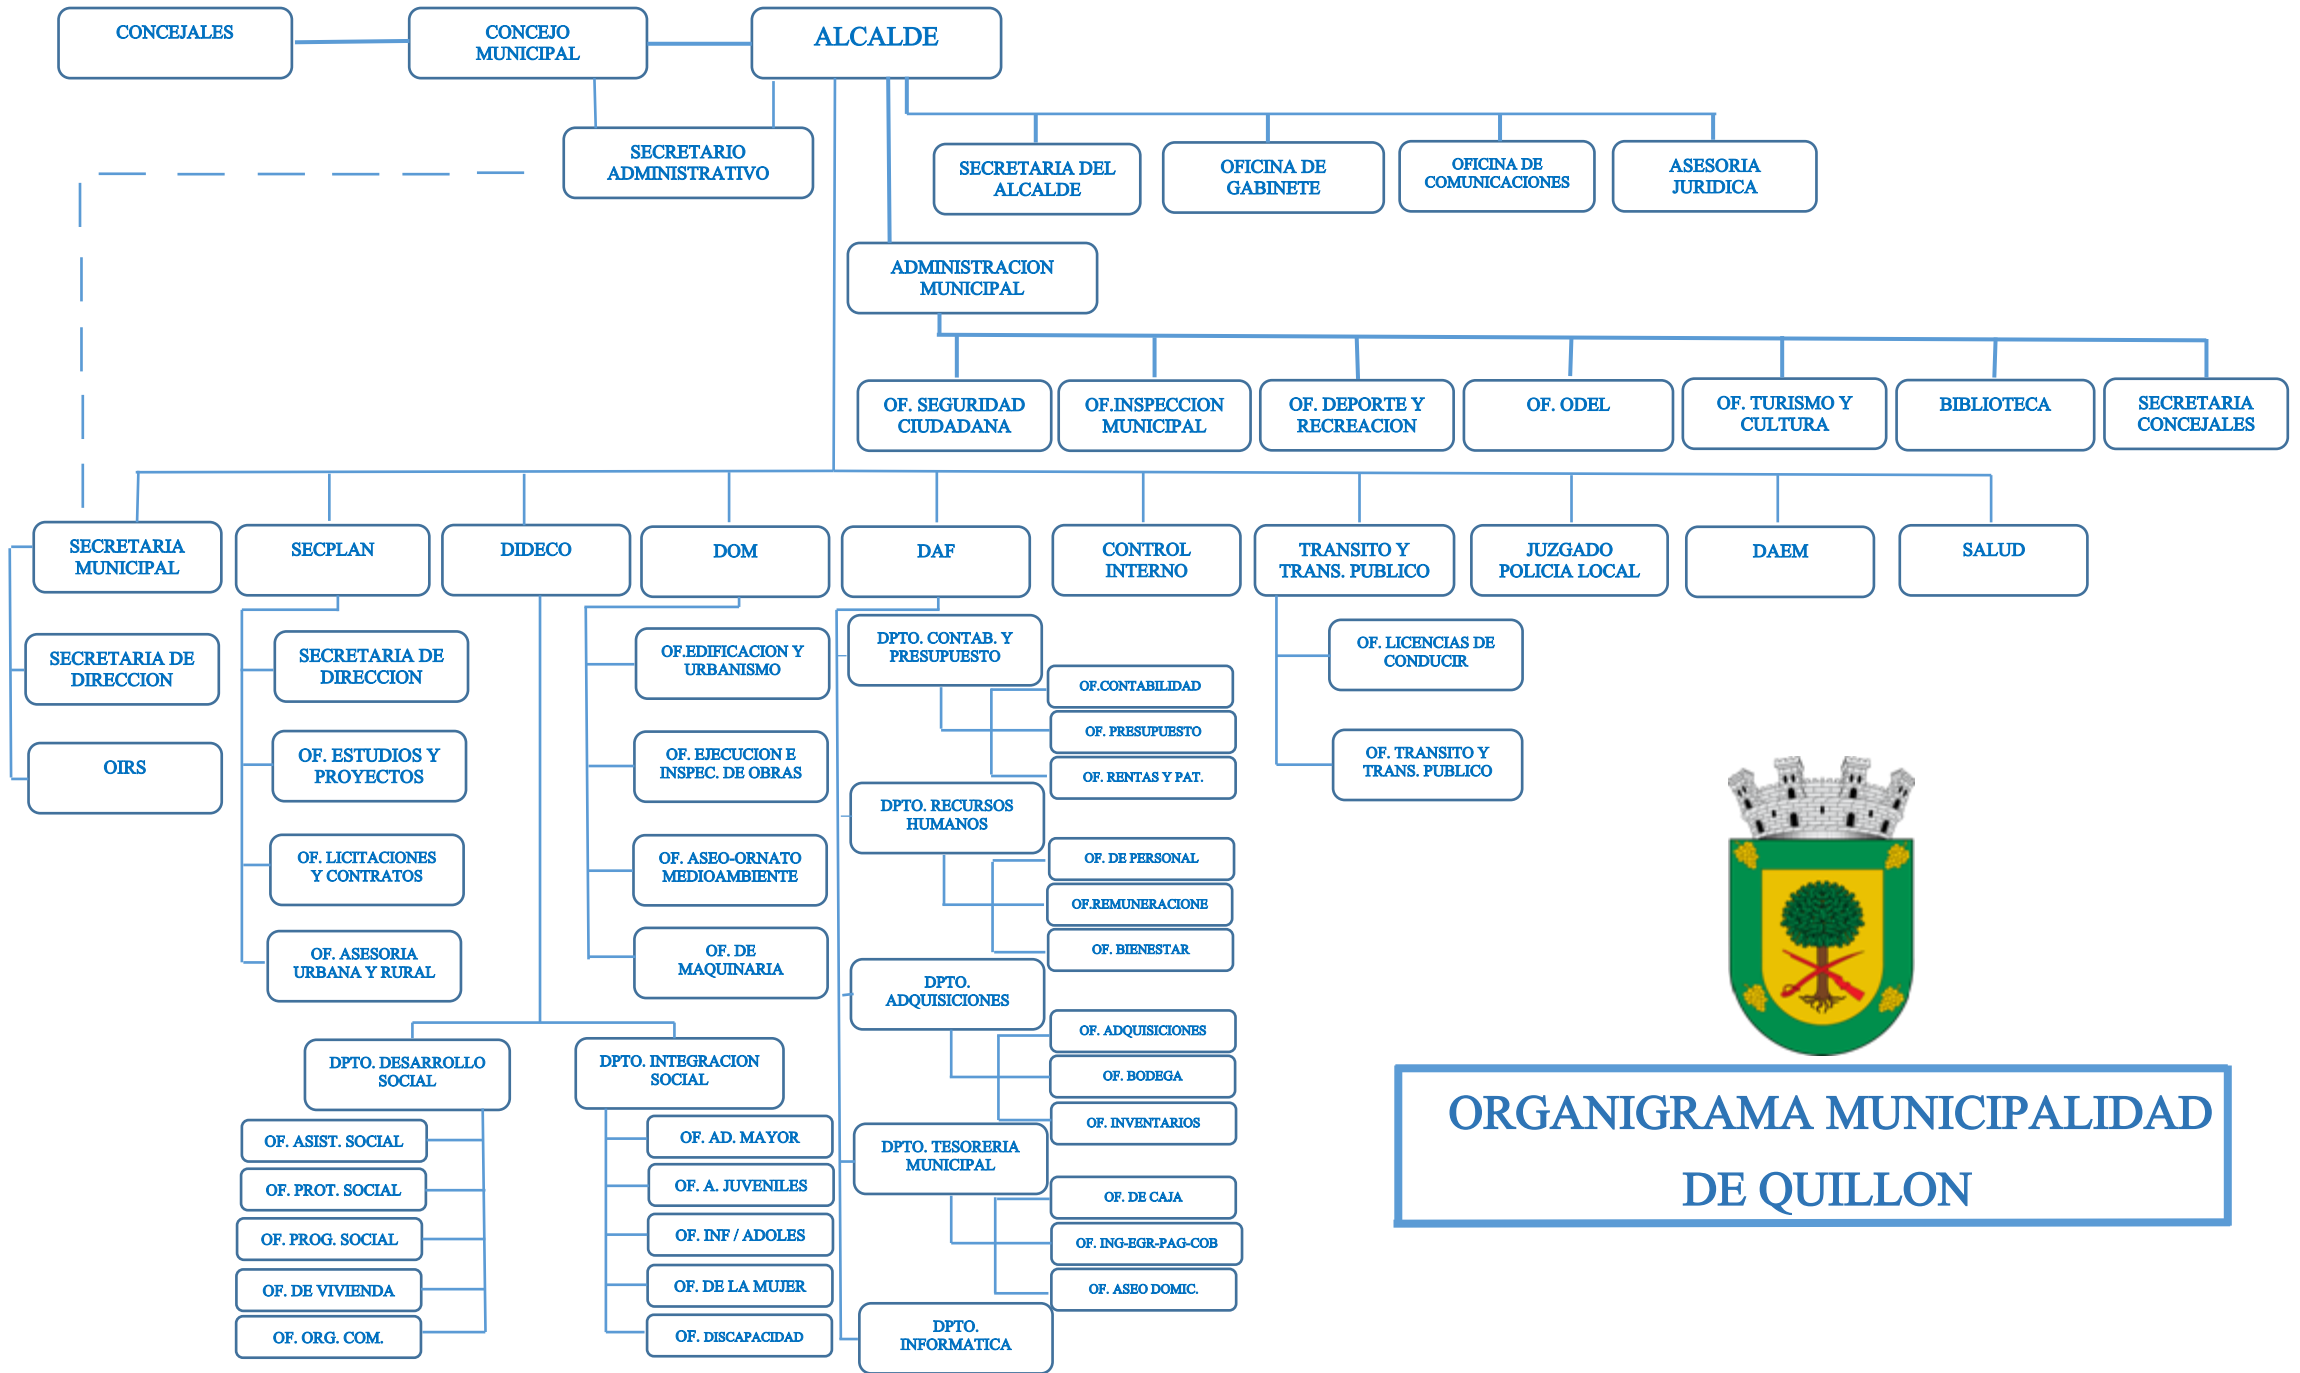 CONCEJALES
CONCEJO
MUNICIPAL
ALCALDE
SECRETARIO
ADMINISTRATIVO
SECRETARIA DEL
ALCALDE
OFICINA DE
GABINETE
OFICINA DE
COMUNICACIONES
ASESORIA
JURIDICA
ADMINISTRACION
MUNICIPAL
OF. SEGURIDAD
CIUDADANA
OF.INSPECCION
MUNICIPAL
OF. DEPORTE Y
RECREACION
OF. ODEL
OF. TURISMO Y
CULTURA
BIBLIOTECA
SECRETARIA
CONCEJALES
SECRETARIA
MUNICIPAL
SECPLAN
DIDECO
DOM
DAF
CONTROL
INTERNO
TRANSITO Y
TRANS. PUBLICO
JUZGADO
POLICIA LOCAL
DAEM
SALUD
SECRETARIA DE
DIRECCION
OIRS
SECRETARIA DE
DIRECCION
OF. ESTUDIOS Y
PROYECTOS
OF. LICITACIONES
Y CONTRATOS
OF. ASESORIA
URBANA Y RURAL
DPTO. DESARROLLO
SOCIAL
OF. ASIST. SOCIAL
OF. PROT. SOCIAL
OF. PROG. SOCIAL
OF. DE VIVIENDA
OF. ORG. COM.
DPTO. INTEGRACION
SOCIAL
OF. AD. MAYOR
OF. A. JUVENILES
OF. INF / ADOLES
OF. DE LA MUJER
OF. DISCAPACIDAD
OF.EDIFICACION Y
URBANISMO
OF. EJECUCION E
INSPEC. DE OBRAS
OF. ASEO-ORNATO
MEDIOAMBIENTE
OF. DE
MAQUINARIA
DPTO. CONTAB. Y
PRESUPUESTO
OF.CONTABILIDAD
OF. PRESUPUESTO
OF. RENTAS Y PAT.
DPTO. RECURSOS
HUMANOS
OF. DE PERSONAL
OF.REMUNERACIONE
OF. BIENESTAR
DPTO.
ADQUISICIONES
OF. ADQUISICIONES
OF. BODEGA
OF. INVENTARIOS
DPTO. TESORERIA
MUNICIPAL
OF. DE CAJA
OF. ING-EGR-PAG-COB
OF. ASEO DOMIC.
DPTO.
INFORMATICA
OF. LICENCIAS DE
CONDUCIR
OF. TRANSITO Y
TRANS. PUBLICO
ORGANIGRAMA MUNICIPALIDAD
DE QUILLON